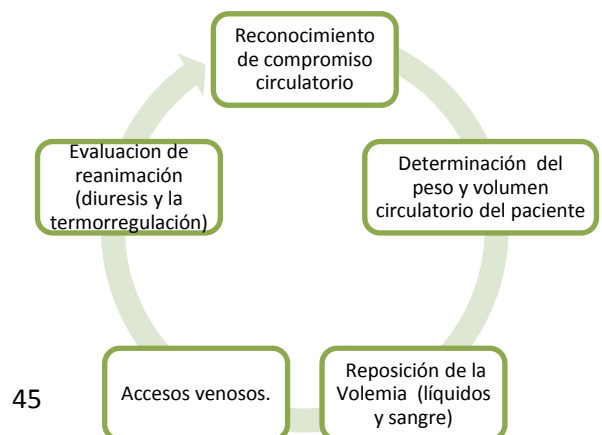 Reconocimiento
de compromiso
circulatorio
Determinación del
peso y volumen
circulatorio del paciente
Reposición de la
Volemia (líquidos
y sangre)
Accesos venosos.
Evaluacion de
reanimación
(diuresis y la
termorregulación)
45